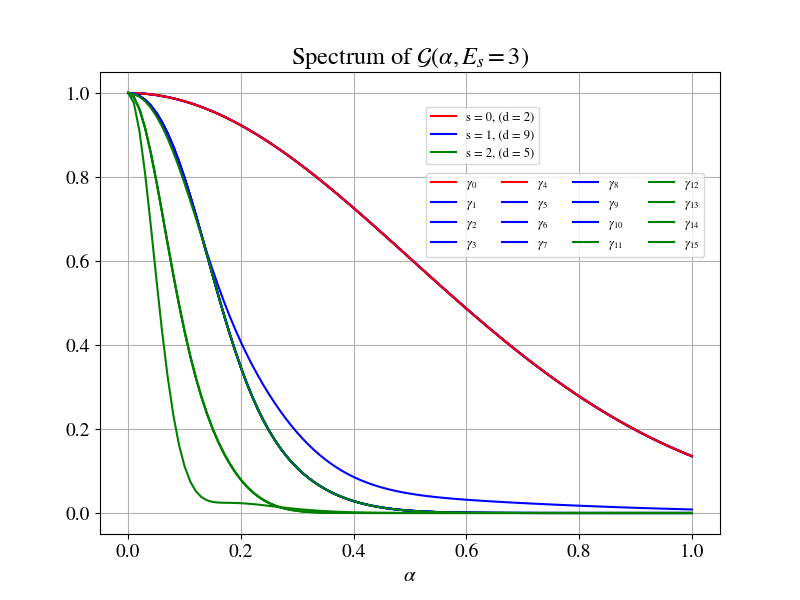 Spectrum of 𝒢(α, E_s = 3)
1.0
0.8
0.6
0.4
0.2
0.0
s = 0, (d = 2)
s = 1, (d = 9)
s = 2, (d = 5)
γ₀ γ₄ γ₈ γ₁₂
γ₁ γ₅ γ₉ γ₁₃
γ₂ γ₆ γ₁₀ γ₁₄
γ₃ γ₇ γ₁₁ γ₁₅
0.0 0.2 0.4 0.6 0.8 1.0
α